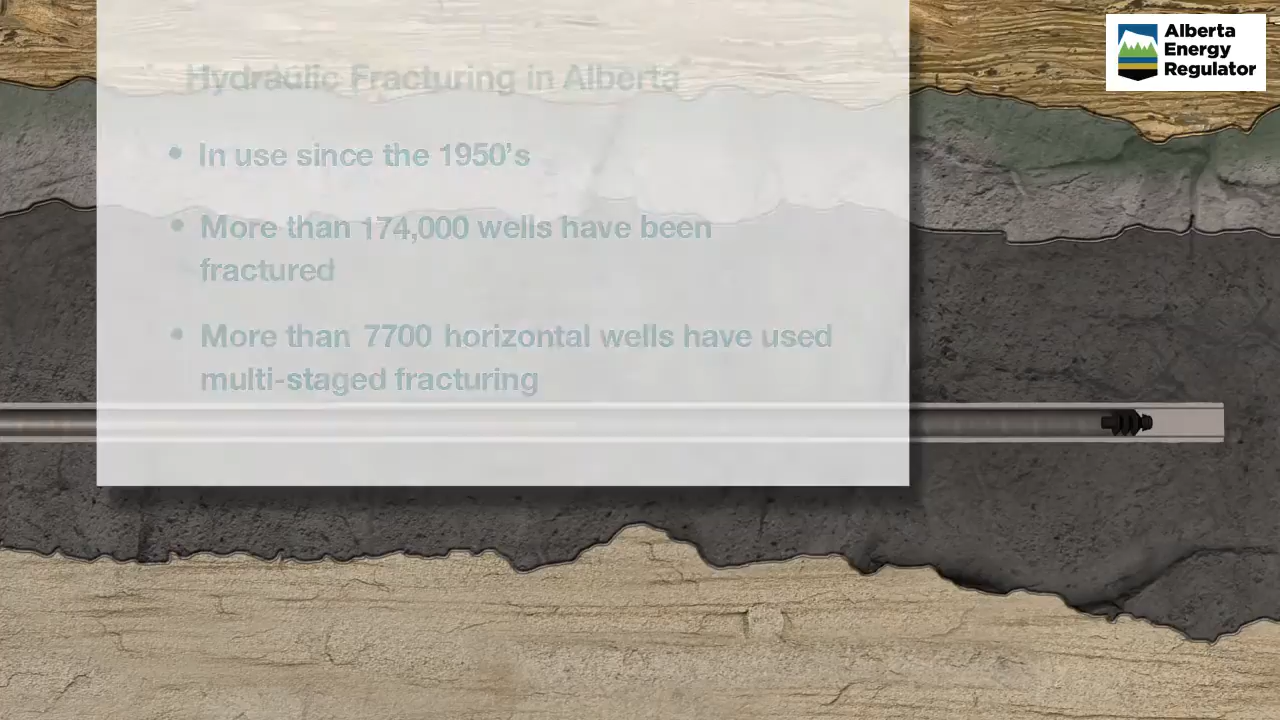 Alberta
Energy
Regulator
Hydraulic Fracturing in Alberta
• In use since the 1950's
• More than 174,000 wells have been
fractured
• More than 7700 horizontal wells have used
multi-staged fracturing